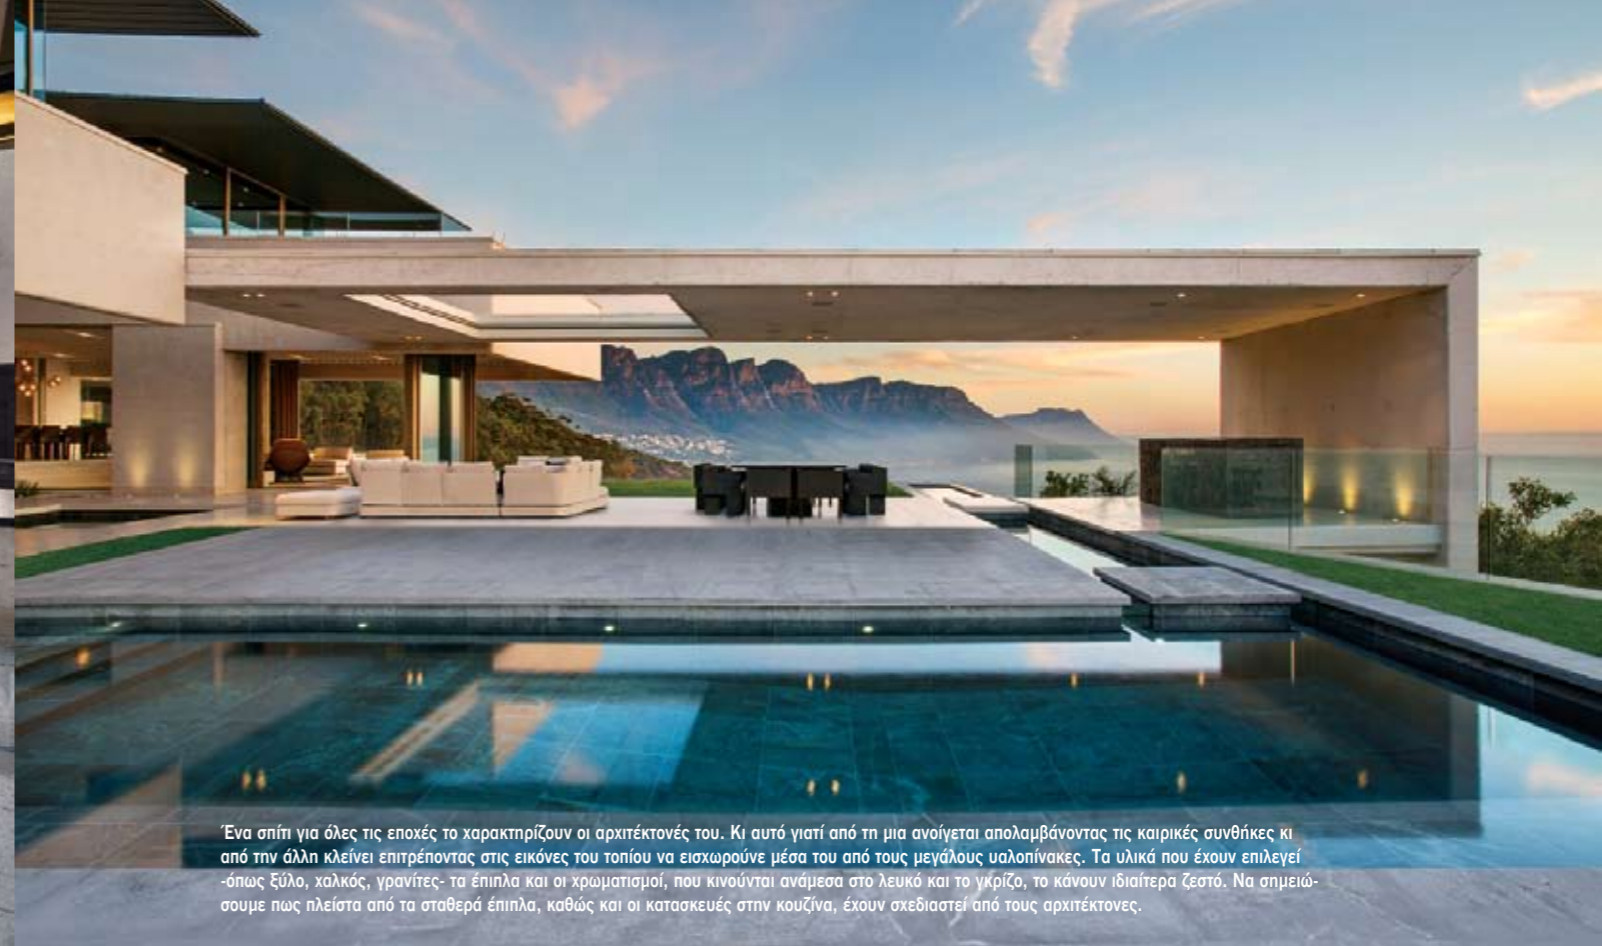 Ένα σπίτι για όλες τις εποχές το χαρακτηρίζουν οι αρχιτέκτονές του. Κι αυτό γιατί από τη μια ανοίγεται απολαμβάνοντας τις καιρικές συνθήκες κι
από την άλλη κλείνει επιτρέποντας στις εικόνες του τοπίου να εισχωρούνε μέσα του από τους μεγάλους υαλοπίνακες. Τα υλικά που έχουν επιλεγεί
-όπως ξύλο, χαλκός, γρανίτες- τα έπιπλα και οι χρωματισμοί, που κινούνται ανάμεσα στο λευκό και το γκρίζο, το κάνουν ιδιαίτερα ζεστό. Να σημειώ-
σουμε πως πλείστα από τα σταθερά έπιπλα, καθώς και οι κατασκευές στην κουζίνα, έχουν σχεδιαστεί από τους αρχιτέκτονες.